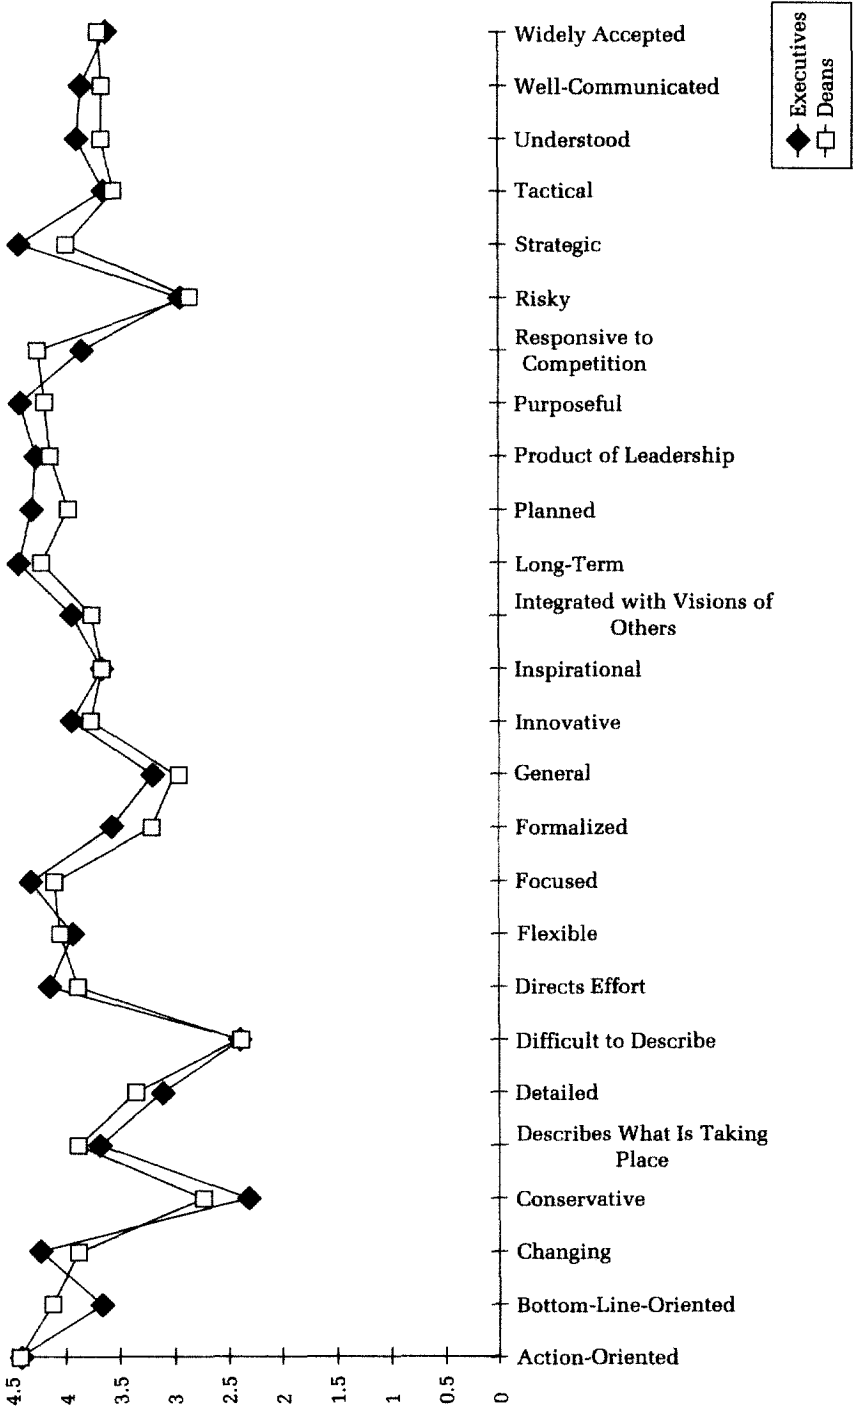 Widely Accepted
Well-Communicated
Understood
Tactical
Strategic
Risky
Responsive to
Competition
Purposeful
Product of Leadership
Planned
Long-Term
Integrated with Visions of
Others
Inspirational
Innovative
General
Formalized
Focused
Flexible
Directs Effort
Difficult to Describe
Detailed
Describes What Is Taking
Place
Conservative
Changing
Bottom-Line-Oriented
Action-Oriented
4.5
4
3.5
3
2.5
2
1.5
1
0.5
0
Executives
Deans